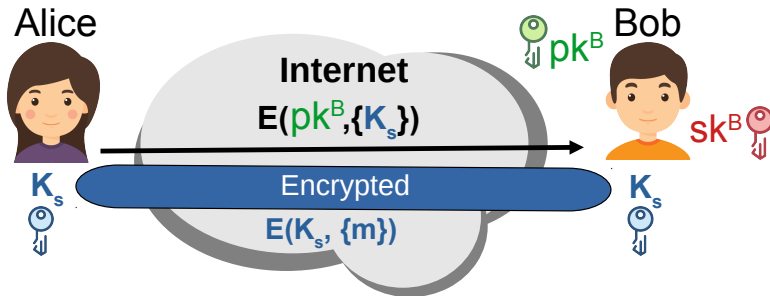 Alice
Bob
pkᴮ
Internet
E(pkᴮ,{Kₛ})
skᴮ
Kₛ
Encrypted
Kₛ
E(Kₛ, {m})